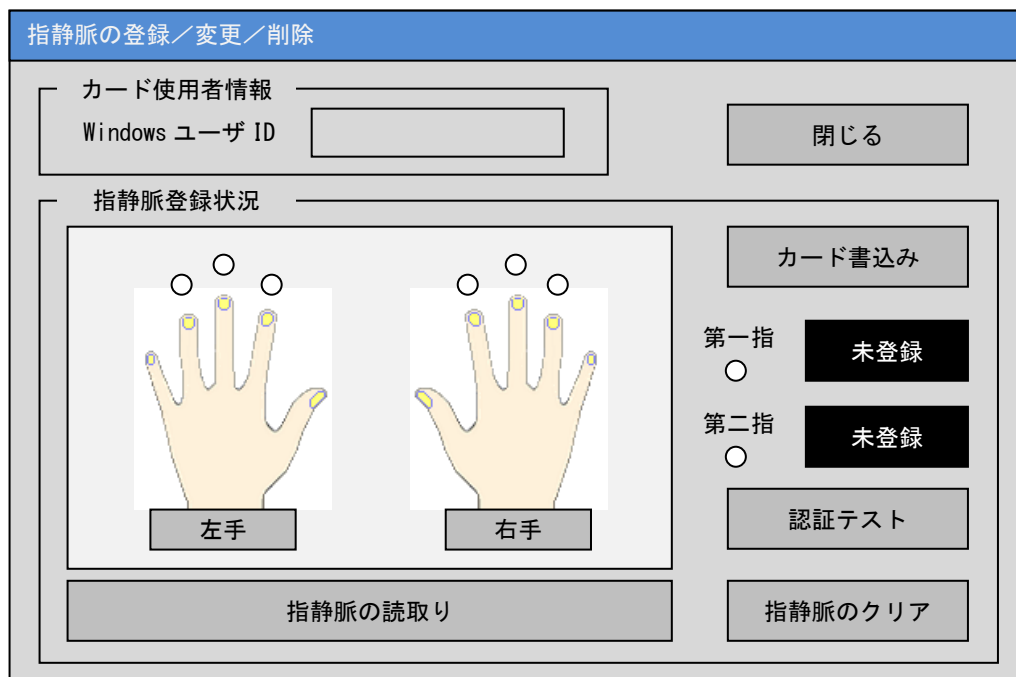 指静脈の登録／変更／削除
カード使用者情報
Windows ユーザ ID
閉じる
指静脈登録状況
カード書込み
第一指
未登録
第二指
未登録
左手
右手
認証テスト
指静脈の読取り
指静脈のクリア